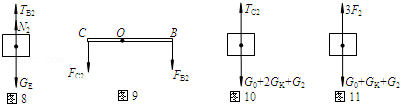 T_B2
N_2
G_E
图 8
C O B
F_C2 F_B2
图 9
T_C2
G_0+2G_K+G_2
图 10
3F_2
G_0+G_K+G_2
图 11